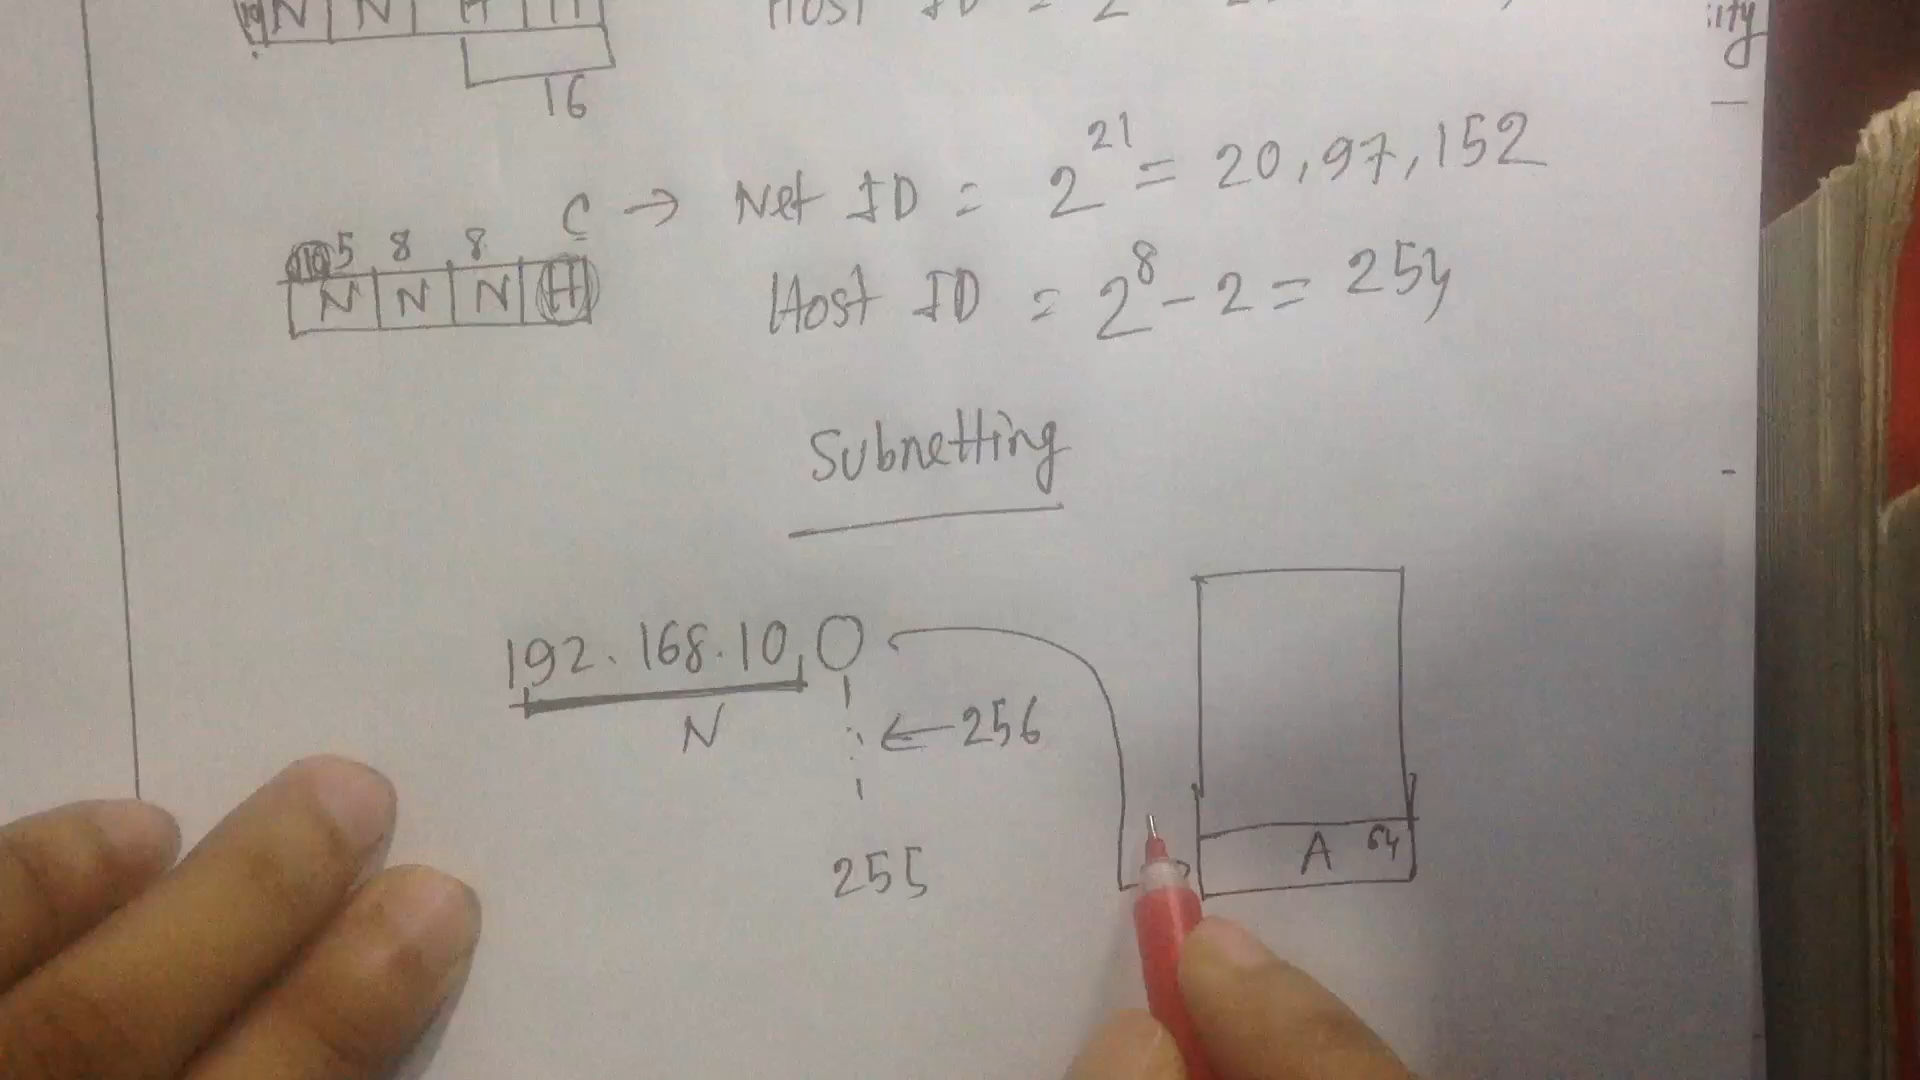 N N H H
16
C → Net ID = 2^21 = 20,97,152
110 5 8 8
N N N H
Host ID = 2^8 - 2 = 254
Subnetting
192.168.10.0
N
← 256
255
A 64